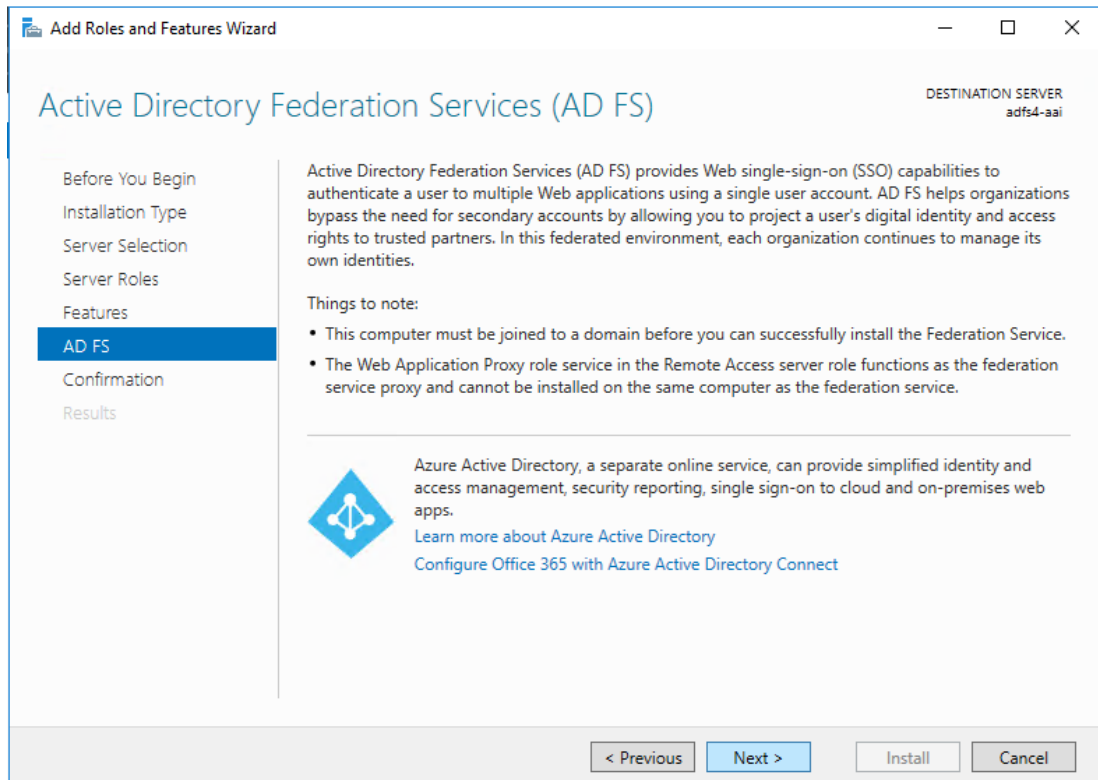 Add Roles and Features Wizard
Active Directory Federation Services (AD FS)
DESTINATION SERVER
adfs4-aai
Before You Begin
Installation Type
Server Selection
Server Roles
Features
AD FS
Confirmation
Results
Active Directory Federation Services (AD FS) provides Web single-sign-on (SSO) capabilities to
authenticate a user to multiple Web applications using a single user account. AD FS helps organizations
bypass the need for secondary accounts by allowing you to project a user's digital identity and access
rights to trusted partners. In this federated environment, each organization continues to manage its
own identities.
Things to note:
• This computer must be joined to a domain before you can successfully install the Federation Service.
• The Web Application Proxy role service in the Remote Access server role functions as the federation
service proxy and cannot be installed on the same computer as the federation service.
Azure Active Directory, a separate online service, can provide simplified identity and
access management, security reporting, single sign-on to cloud and on-premises web
apps.
Learn more about Azure Active Directory
Configure Office 365 with Azure Active Directory Connect
< Previous
Next >
Install
Cancel